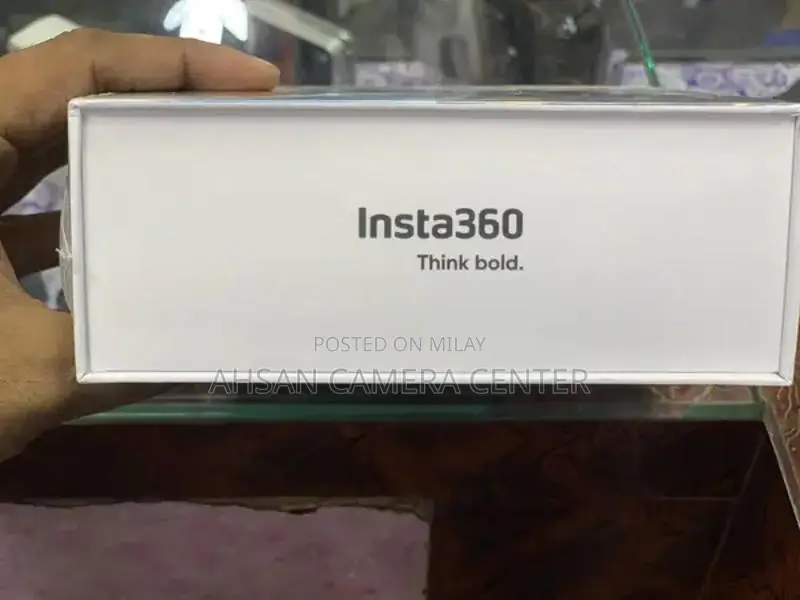 Insta360
Think bold.
POSTED ON MILAY
AHSAN CAMERA CENTER